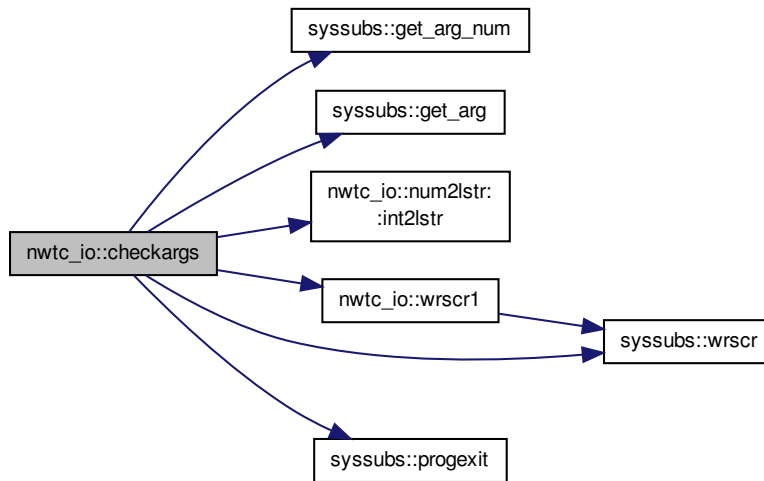 syssubs::get_arg_num
syssubs::get_arg
nwtc_io::num2lstr:
:int2lstr
nwtc_io::checkargs
nwtc_io::wrscr1
syssubs::wrscr
syssubs::progexit